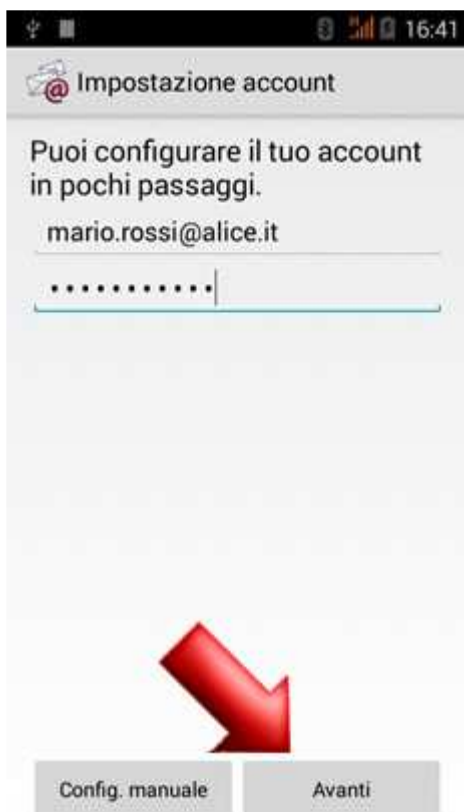 16:41
Impostazione account
Puoi configurare il tuo account
in pochi passaggi.
mario.rossi@alice.it
•••••••••••
Config. manuale
Avanti